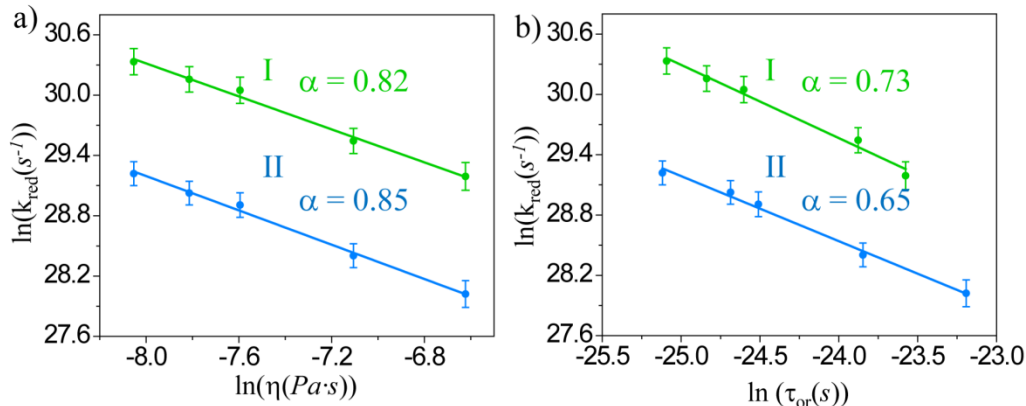 a)
30.6
30.0
29.4
28.8
28.2
27.6
ln(k_red(s⁻¹))
I
α = 0.82
II
α = 0.85
-8.0 -7.6 -7.2 -6.8
ln(η(Pa·s))
b)
30.6
30.0
29.4
28.8
28.2
27.6
ln(k_red(s⁻¹))
I
α = 0.73
II
α = 0.65
-25.5 -25.0 -24.5 -24.0 -23.5 -23.0
ln (τ_or(s))